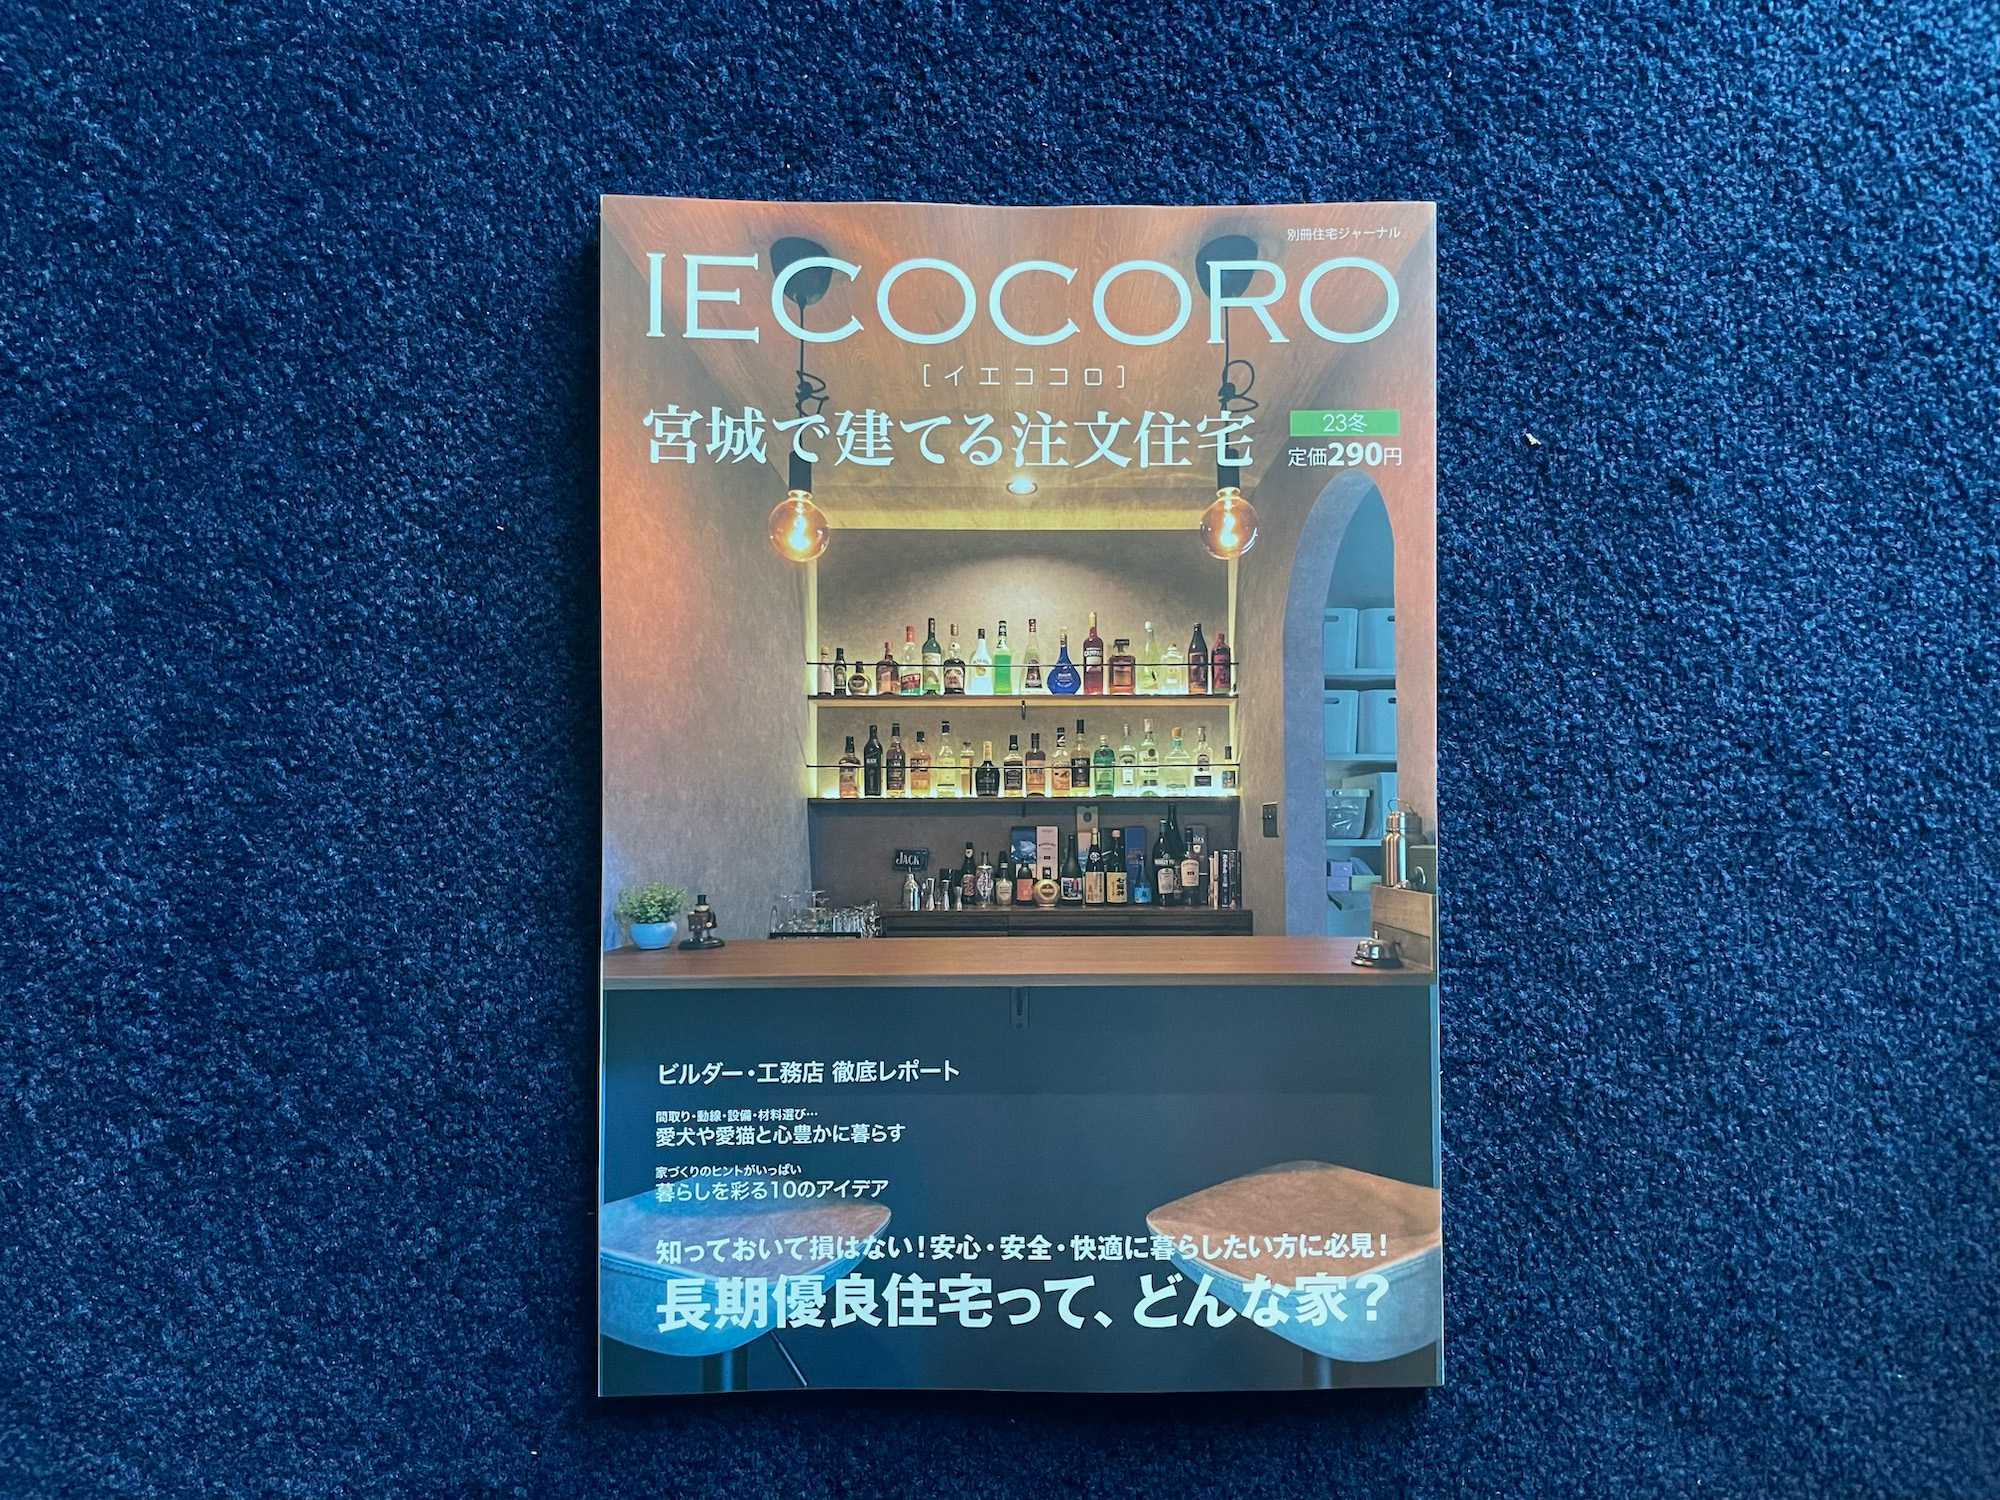 別冊住宅ジャーナル
IECOCORO
[イエココロ]
宮城で建てる注文住宅
23冬
定価290円
JACK
ビルダー・工務店 徹底レポート
間取り・動線・設備・材料選び…
愛犬や愛猫と心豊かに暮らす
家づくりのヒントがいっぱい
暮らしを彩る10のアイデア
知っておいて損はない！安心・安全・快適に暮らしたい方に必見！
長期優良住宅って、どんな家？